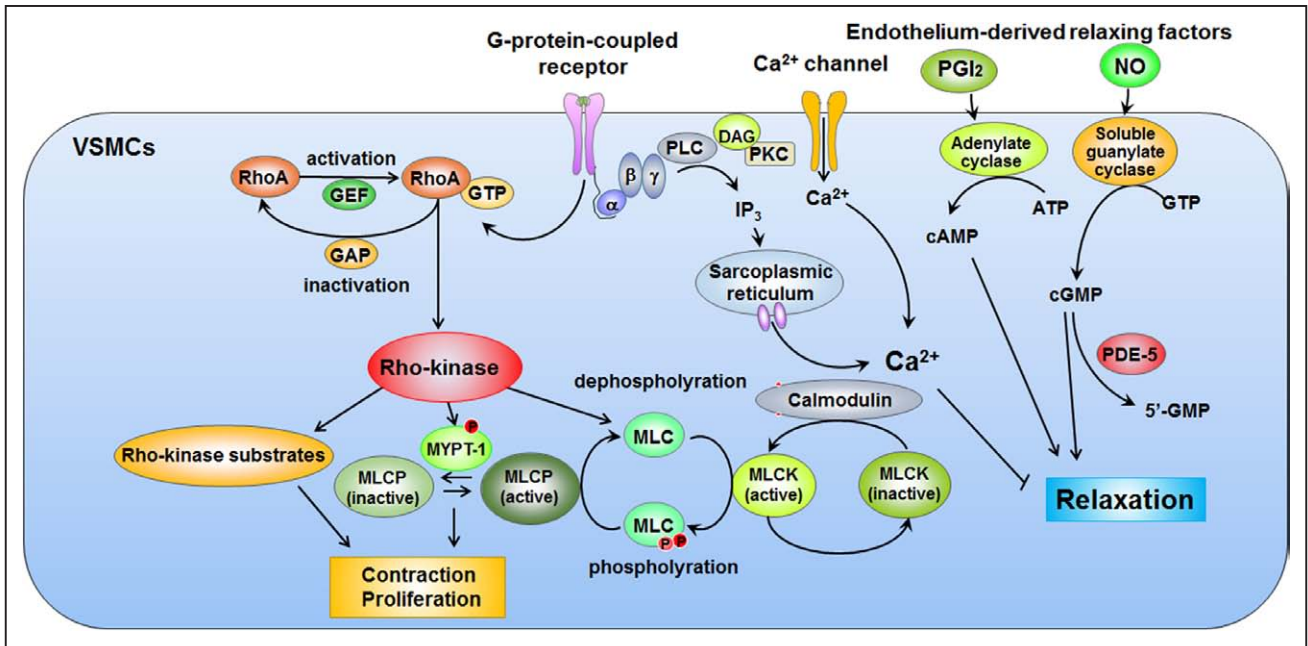 Endothelium-derived relaxing factors
G-protein-coupled
receptor
Ca²⁺ channel
PGI₂
NO
VSMCs
RhoA
activation
GEF
RhoA
GTP
GAP
inactivation
α
β
γ
PLC
DAG
PKC
IP₃
Ca²⁺
Adenylate
cyclase
ATP
cAMP
Soluble
guanylate
cyclase
GTP
cGMP
PDE-5
5'-GMP
Sarcoplasmic
reticulum
Ca²⁺
Rho-kinase
dephospholyration
Calmodulin
Rho-kinase substrates
P
MYPT-1
MLCP
(inactive)
MLCP
(active)
MLC
MLC
P P
phospholyration
MLCK
(active)
MLCK
(inactive)
Relaxation
Contraction
Proliferation